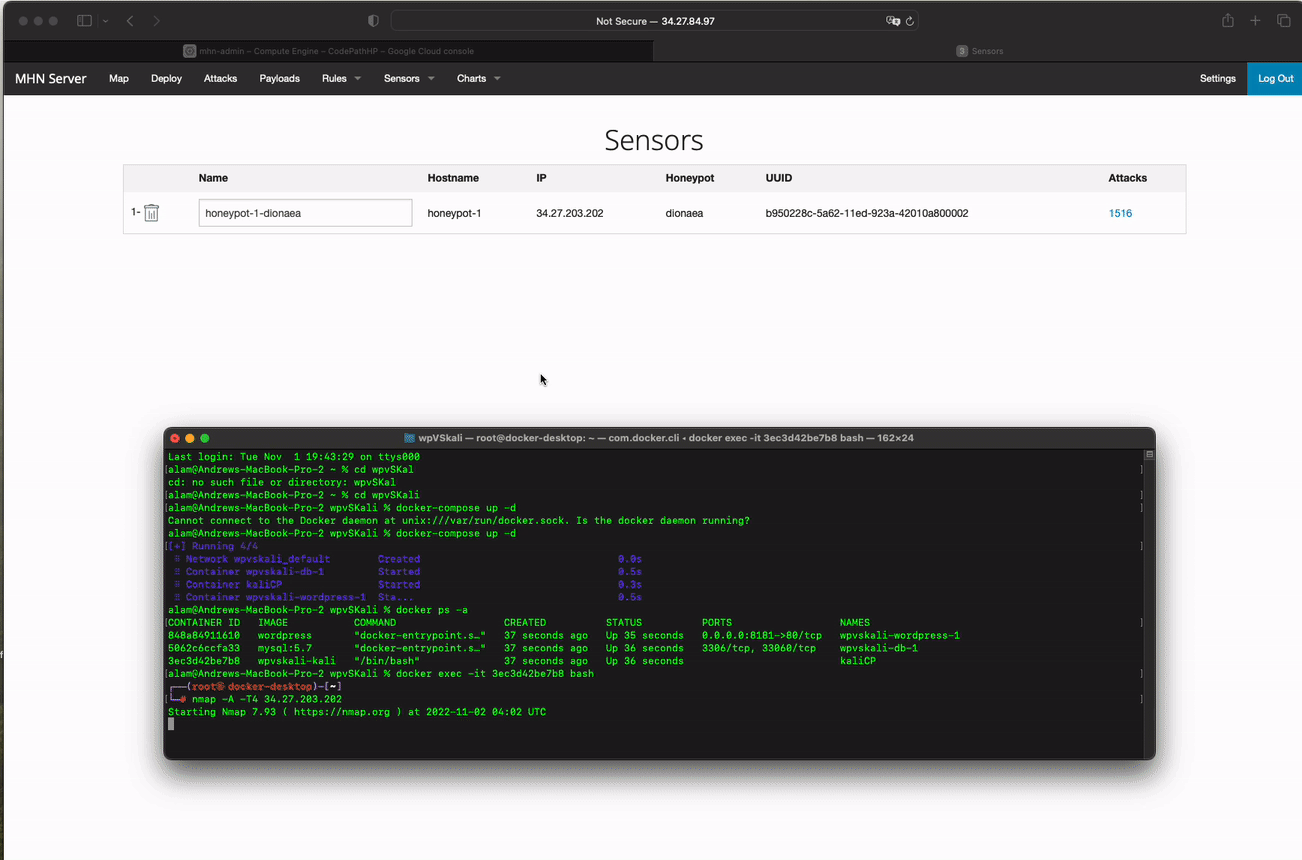 Not Secure — 34.27.84.97
mhn-admin – Compute Engine – CodePathHP – Google Cloud console
S Sensors
MHN Server Map Deploy Attacks Payloads Rules Sensors Charts Settings Log Out
Sensors
Name Hostname IP Honeypot UUID Attacks
1- honeypot-1-dionaea honeypot-1 34.27.203.202 dionaea b950228c-5a62-11ed-923a-42010a800002 1516
wpVSkali — root@docker-desktop: ~ — com.docker.cli • docker exec -it 3ec3d42be7b8 bash — 162×24
Last login: Tue Nov  1 19:43:29 on ttys000
[alam@Andrews-MacBook-Pro-2 ~ % cd wpvSKal ]
cd: no such file or directory: wpvSKal
[alam@Andrews-MacBook-Pro-2 ~ % cd wpvSKali ]
[alam@Andrews-MacBook-Pro-2 wpvSKali % docker-compose up -d ]
Cannot connect to the Docker daemon at unix:///var/run/docker.sock. Is the docker daemon running?
alam@Andrews-MacBook-Pro-2 wpvSKali % docker-compose up -d
[[+] Running 4/4 ]
⠿ Network wpvskali_default Created 0.0s
⠿ Container wpvskali-db-1 Started 0.5s
⠿ Container kaliCP Started 0.3s
⠿ Container wpvskali-wordpress-1 Sta... 0.5s
alam@Andrews-MacBook-Pro-2 wpvSKali % docker ps -a
[CONTAINER ID IMAGE COMMAND CREATED STATUS PORTS NAMES ]
848a84911610 wordpress "docker-entrypoint.s…" 37 seconds ago Up 35 seconds 0.0.0.0:8181->80/tcp wpvskali-wordpress-1
5062c6ccfa33 mysql:5.7 "docker-entrypoint.s…" 37 seconds ago Up 36 seconds 3306/tcp, 33060/tcp wpvskali-db-1
3ec3d42be7b8 wpvskali-kali "/bin/bash" 37 seconds ago Up 36 seconds kaliCP
[alam@Andrews-MacBook-Pro-2 wpvSKali % docker exec -it 3ec3d42be7b8 bash ]
┌──(root㉿docker-desktop)-[~]
[└─# nmap -A -T4 34.27.203.202 ]
Starting Nmap 7.93 ( https://nmap.org ) at 2022-11-02 04:02 UTC